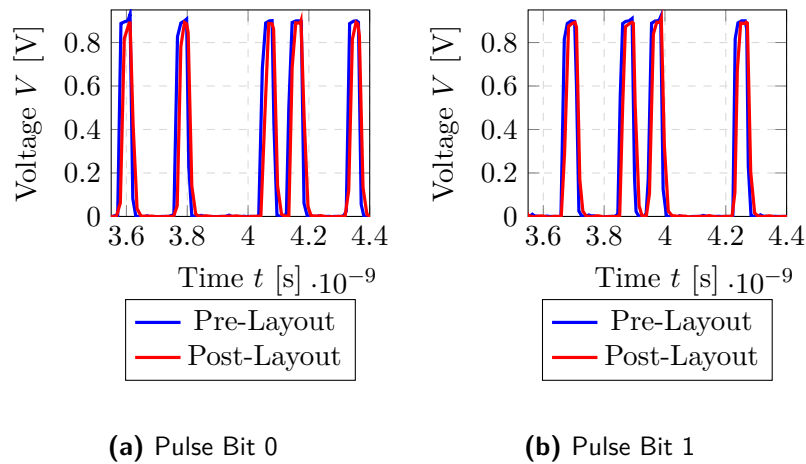 0.8
0.6
0.4
0.2
0
Voltage V [V]
3.6 3.8 4 4.2 4.4
Time t [s] ·10⁻⁹
Pre-Layout
Post-Layout
(a) Pulse Bit 0
0.8
0.6
0.4
0.2
0
Voltage V [V]
3.6 3.8 4 4.2 4.4
Time t [s] ·10⁻⁹
Pre-Layout
Post-Layout
(b) Pulse Bit 1